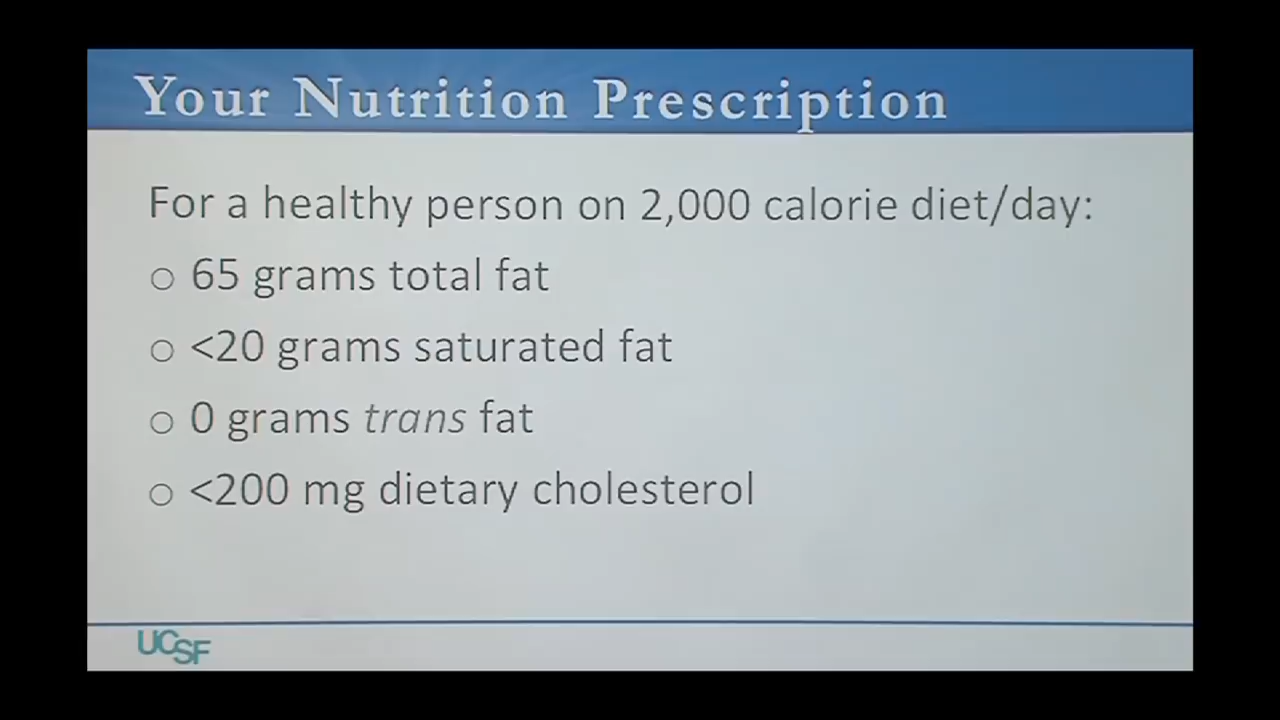 Your Nutrition Prescription
For a healthy person on 2,000 calorie diet/day:
o 65 grams total fat
o <20 grams saturated fat
o 0 grams trans fat
o <200 mg dietary cholesterol
UCSF